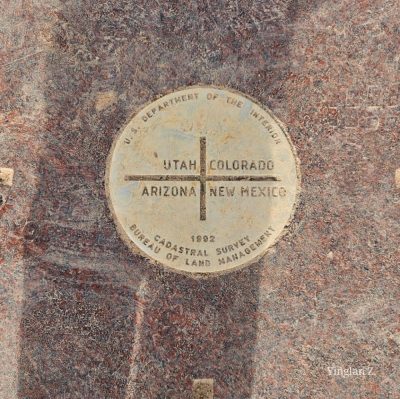 U.S. DEPARTMENT OF THE INTERIOR
UTAH COLORADO
ARIZONA NEW MEXICO
1992
CADASTRAL SURVEY
BUREAU OF LAND MANAGEMENT
Yinglan Z.